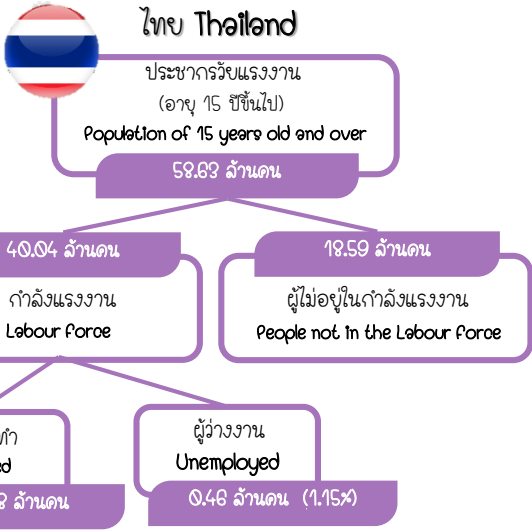 ไทย Thailand
ประชากรวัยแรงงาน
(อายุ 15 ปีขึ้นไป)
Population of 15 years old and over
58.63 ล้านคน
40.04 ล้านคน
18.59 ล้านคน
กำลังแรงงาน
Labour Force
ผู้ไม่อยู่ในกำลังแรงงาน
People not in the Labour Force
ผู้ว่างงาน
Unemployed
ล้านคน
0.46 ล้านคน (1.15%)